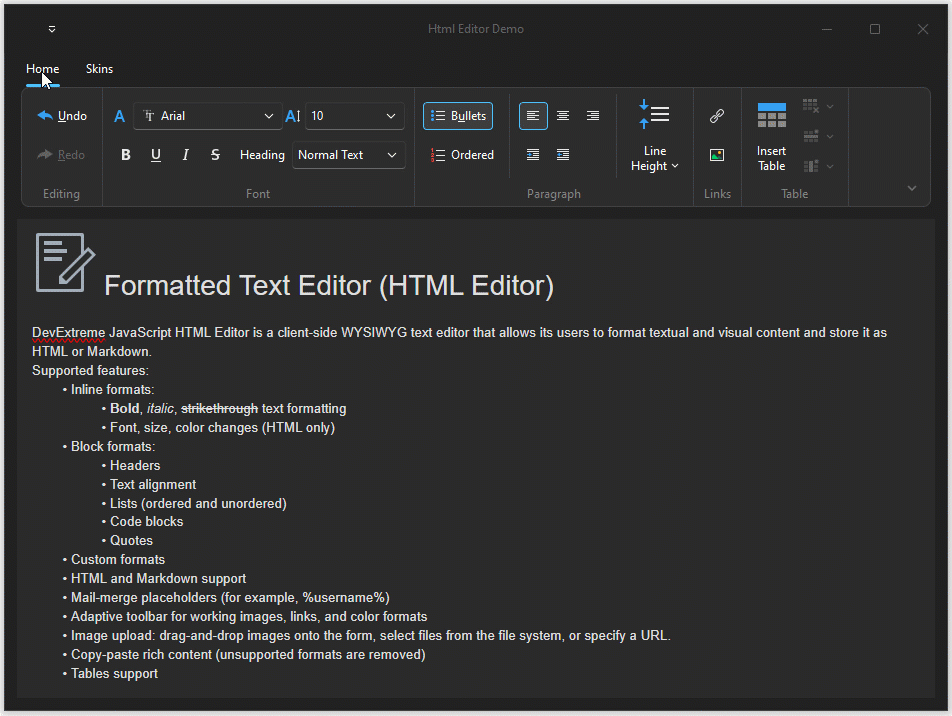 Html Editor Demo
Home Skins
Undo A Arial A 10 Bullets
Redo B U I S Heading Normal Text Ordered Line Height Insert Table
Editing Font Paragraph Links Table
Formatted Text Editor (HTML Editor)
DevExtreme JavaScript HTML Editor is a client-side WYSIWYG text editor that allows its users to format textual and visual content and store it as
HTML or Markdown.
Supported features:
• Inline formats:
• Bold, italic, strikethrough text formatting
• Font, size, color changes (HTML only)
• Block formats:
• Headers
• Text alignment
• Lists (ordered and unordered)
• Code blocks
• Quotes
• Custom formats
• HTML and Markdown support
• Mail-merge placeholders (for example, %username%)
• Adaptive toolbar for working images, links, and color formats
• Image upload: drag-and-drop images onto the form, select files from the file system, or specify a URL.
• Copy-paste rich content (unsupported formats are removed)
• Tables support